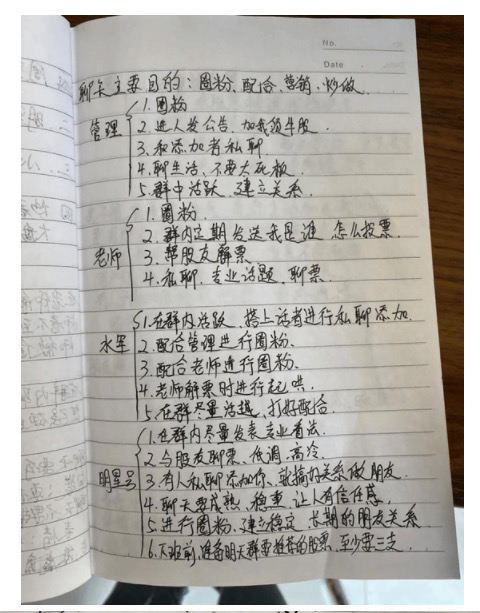 No.
Date
聊天主要目的：圈粉、配合、营销、炒做
管理
1.圈粉
2.进人发公告、加我领牛股
3.和添加者私聊
4.聊生活、不要太死板
5.群中活跃、建立关系
老师
1.圈粉.
2.群内定期发送我是谁 怎么投票.
3.帮股友解票
4.私聊、专业话题、聊票.
水军
1.在群内活跃、搭上话者进行私聊添加.
2.配合管理进行圈粉.
3.配合老师进行圈粉.
4.老师解票时进行起哄.
5.在群尽量活越、打好配合.
明星号
1.在群内尽量发表专业看法.
2.与股友聊票、低调、高冷.
3.有人私聊添加你、就搞好关系做朋友
4.聊天要成熟、稳重、让人有信任感.
5.进行圈粉、建立稳定、长期的朋友关系
6.下班前、准备明天群要推荐的股票、至少要三支.